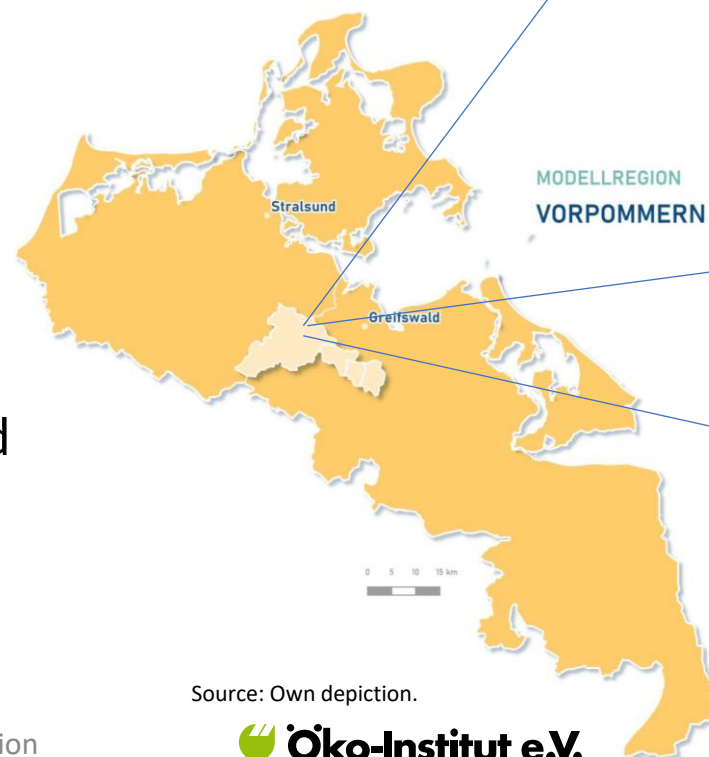 MODELLREGION
VORPOMMERN
Stralsund
Greifswald
0 5 10 15 km
Source: Own depiction.
Öko-Institut e.V.